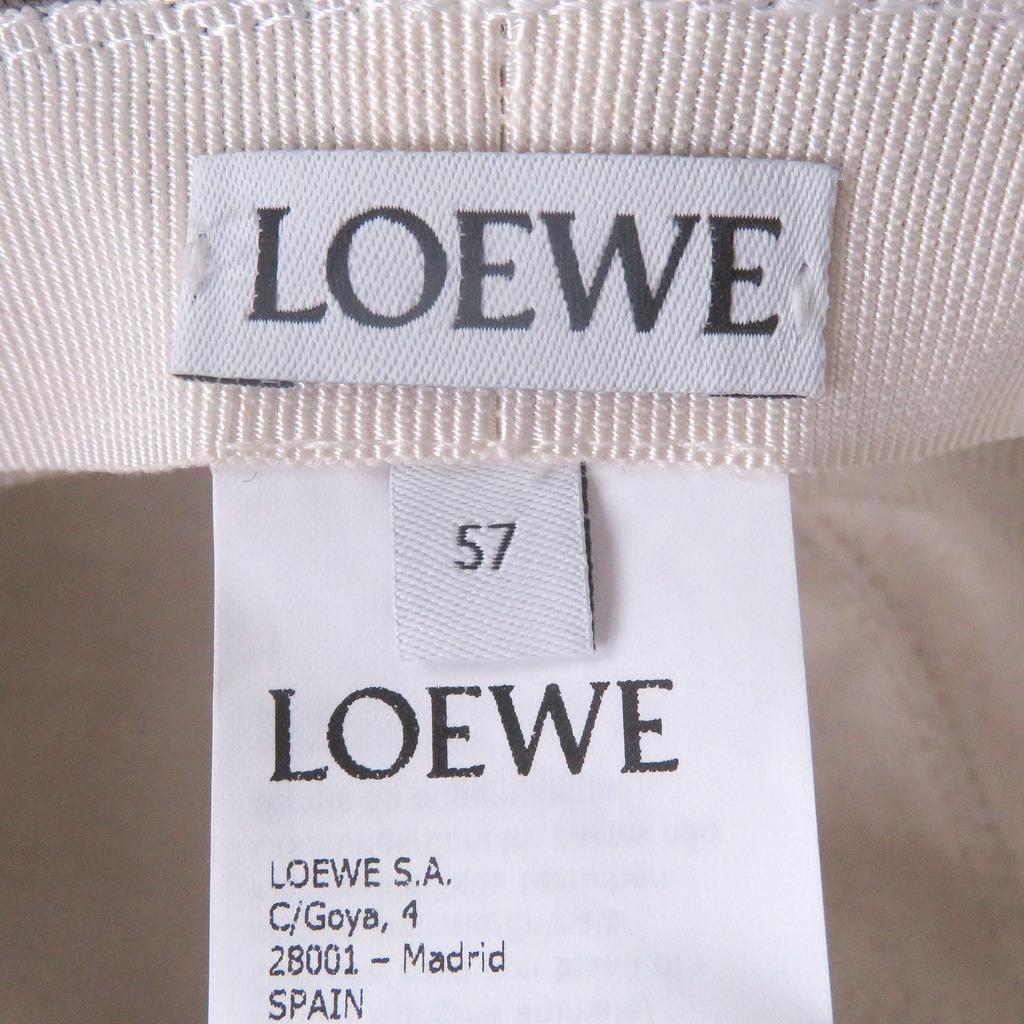 LOEWE
57
LOEWE
LOEWE S.A.
C/Goya, 4
28001 – Madrid
SPAIN